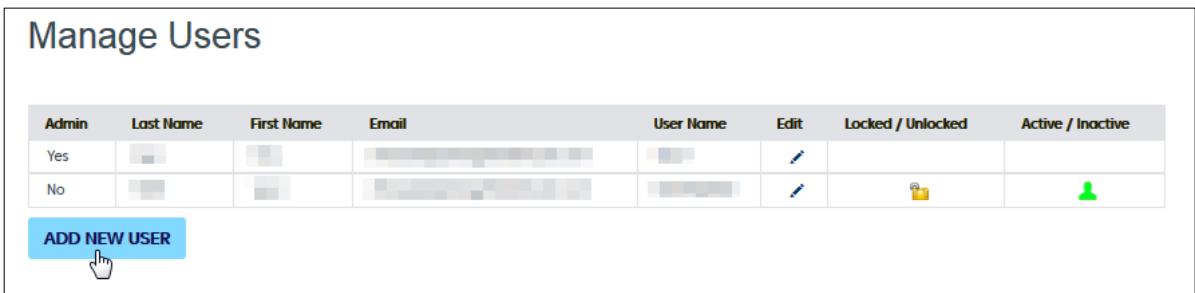 Manage Users
Admin Last Name First Name Email User Name Edit Locked / Unlocked Active / Inactive
Yes
No
ADD NEW USER